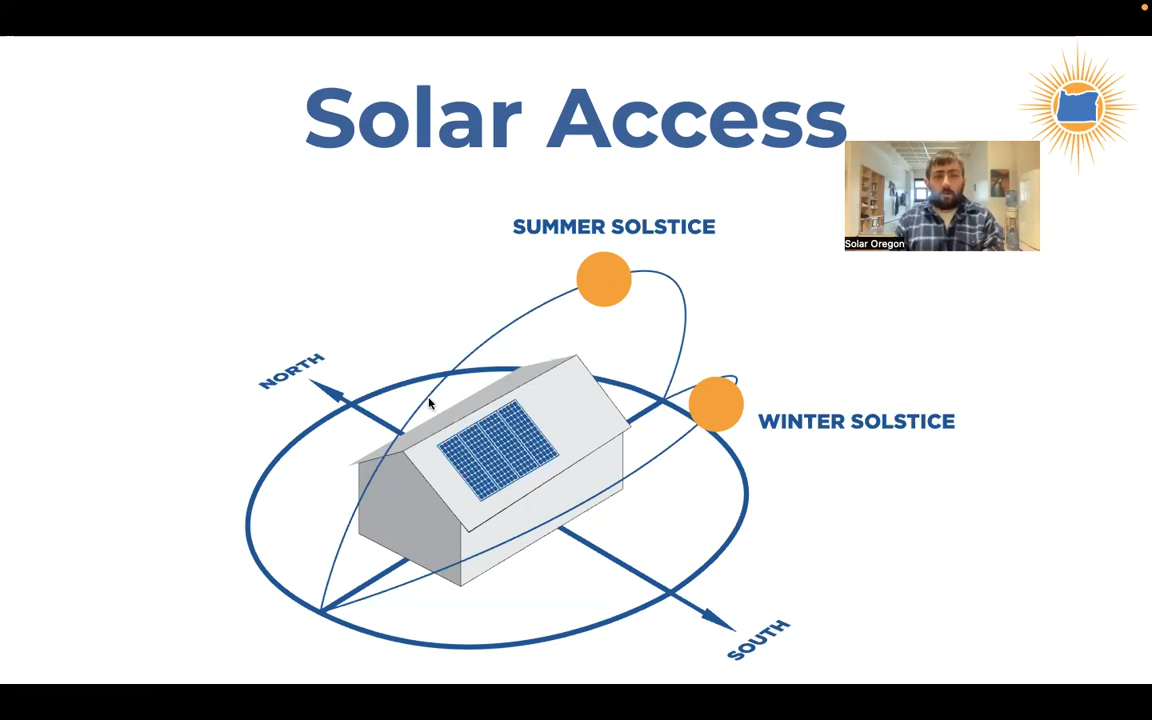 Solar Access
Solar Oregon
SUMMER SOLSTICE
NORTH
WINTER SOLSTICE
SOUTH